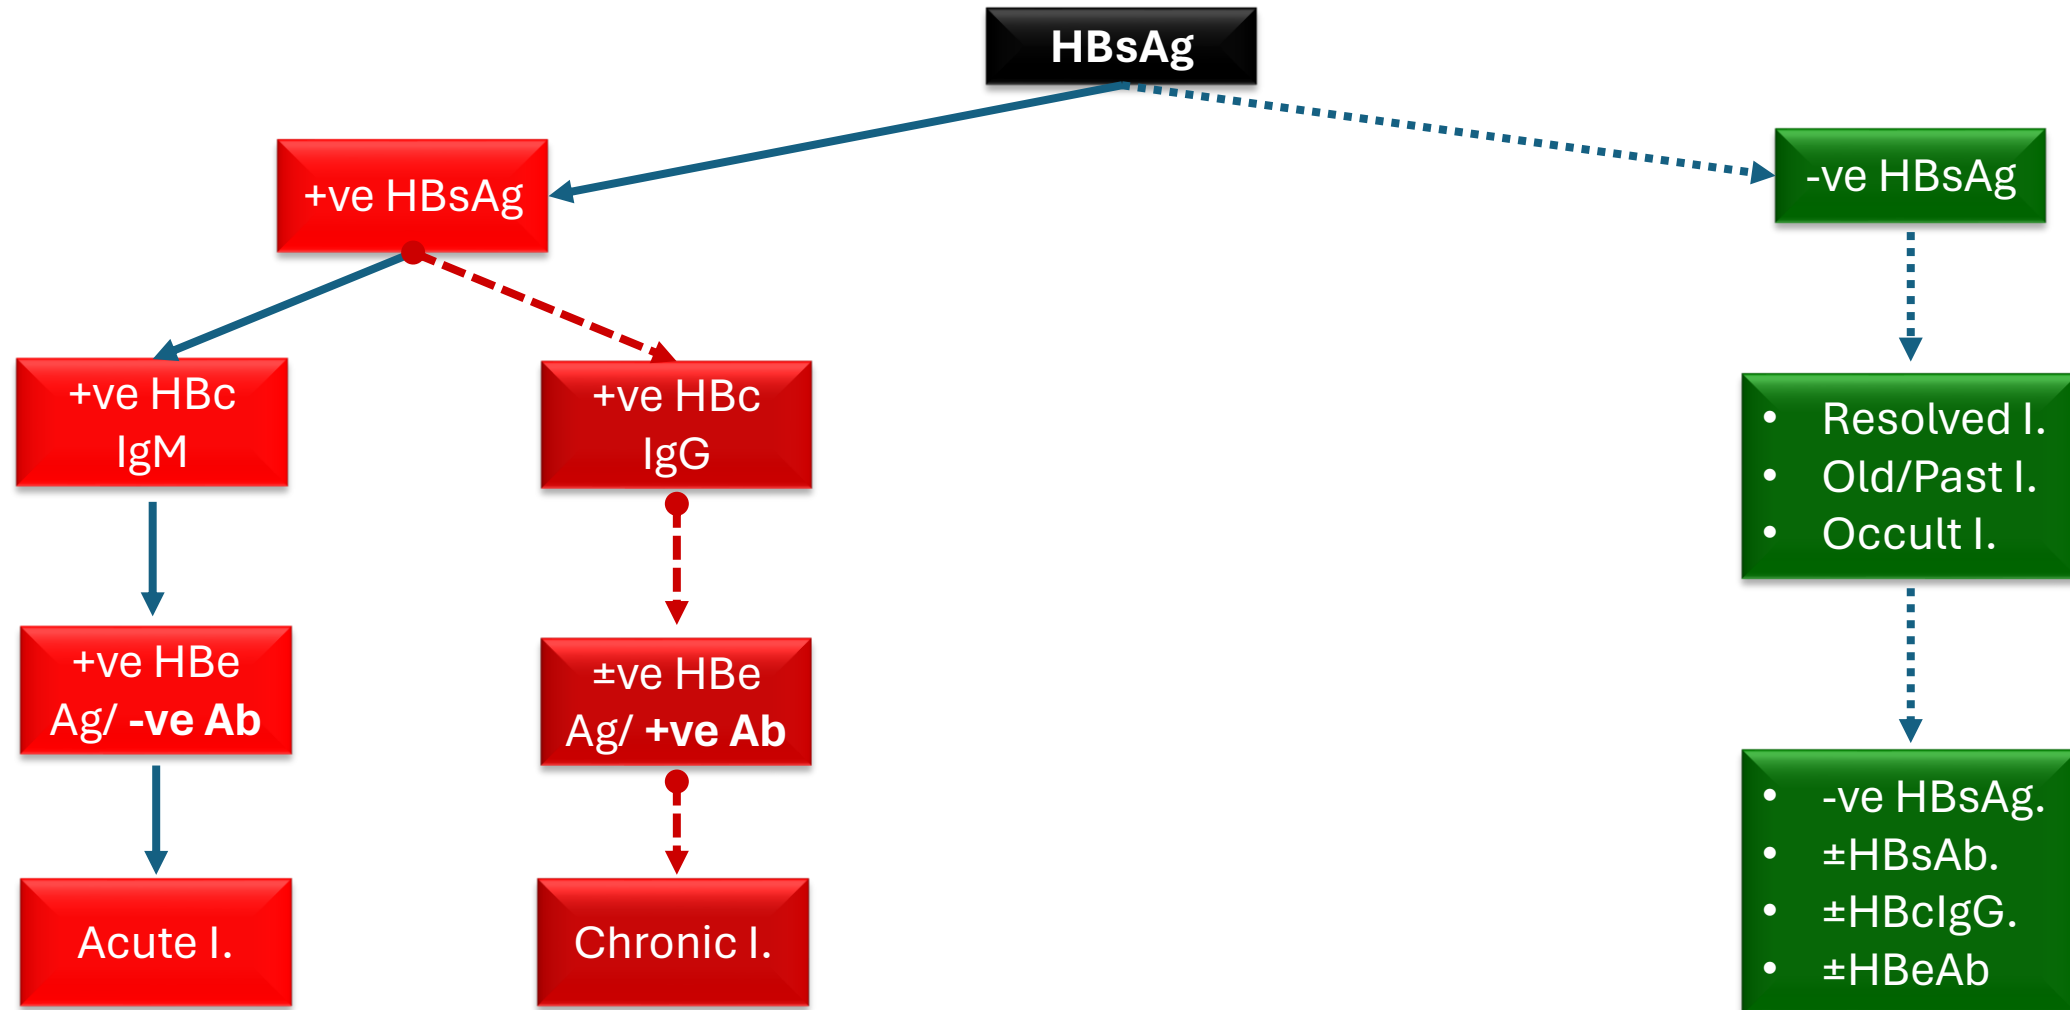 HBsAg
+ve HBsAg
-ve HBsAg
+ve HBc
IgM
+ve HBc
IgG
• Resolved I.
• Old/Past I.
• Occult I.
+ve HBe
Ag/ -ve Ab
±ve HBe
Ag/ +ve Ab
• -ve HBsAg.
• ±HBsAb.
• ±HBcIgG.
• ±HBeAb
Acute I.
Chronic I.